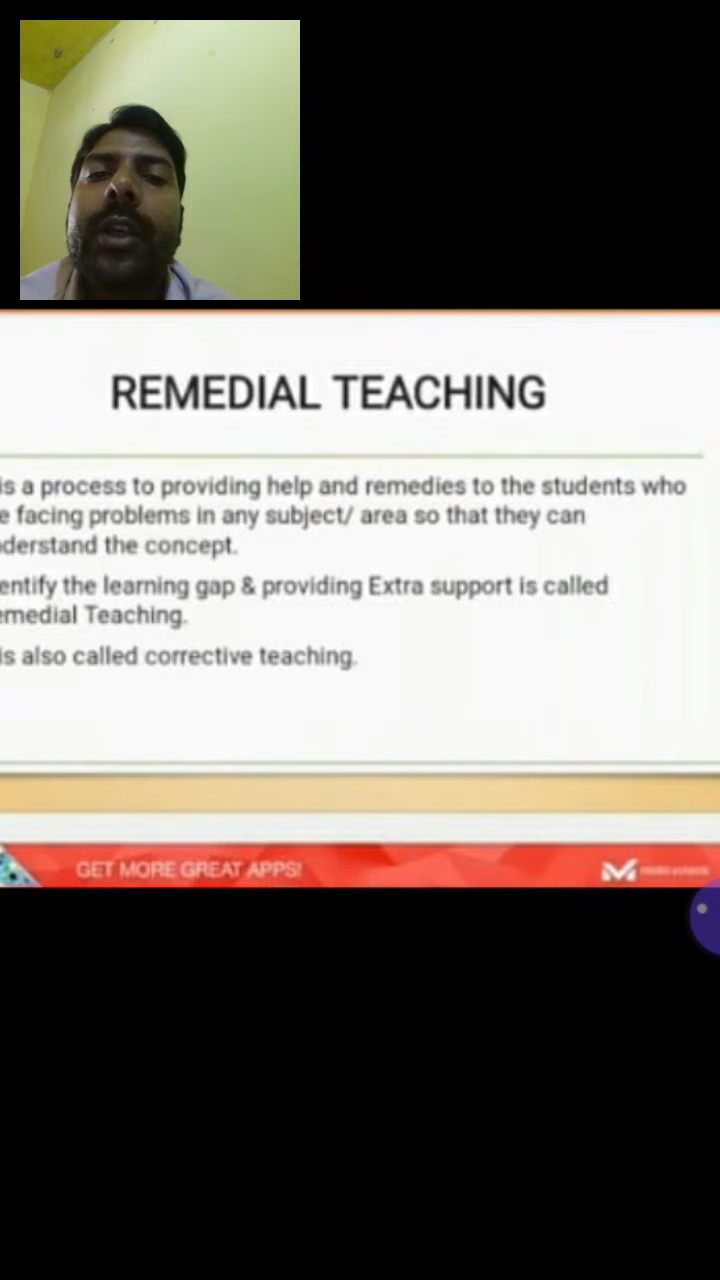 REMEDIAL TEACHING
is a process to providing help and remedies to the students who
e facing problems in any subject/ area so that they can
derstand the concept.
entify the learning gap & providing Extra support is called
emedial Teaching.
is also called corrective teaching.
GET MORE GREAT APPS!